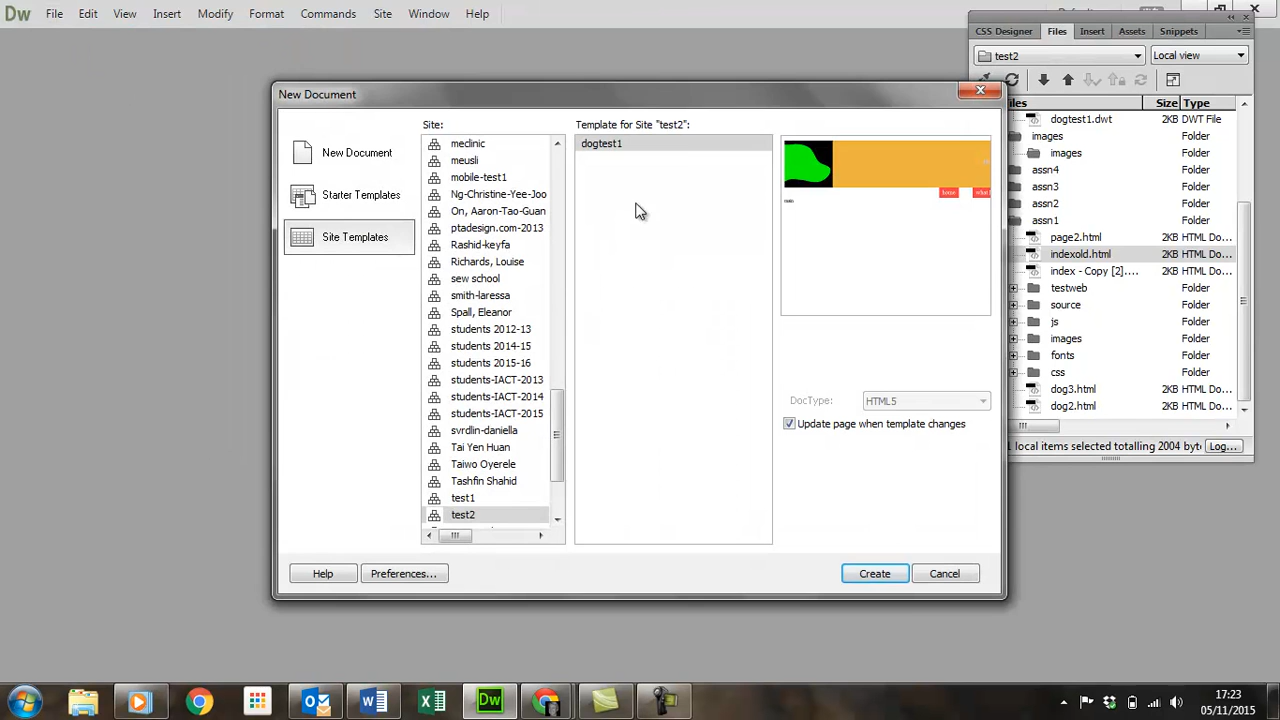 Dw File Edit View Insert Modify Format Commands Site Window Help
CSS Designer Files Insert Assets Snippets
test2 Local view
Size Type
dogtest1.dwt 2KB DWT File
images Folder
images Folder
assn4 Folder
assn3 Folder
assn2 Folder
assn1 Folder
page2.html 2KB HTML Do...
indexold.html 2KB HTML Do...
index - Copy [2].... 2KB HTML Do...
testweb Folder
source Folder
js Folder
images Folder
fonts Folder
css Folder
dog3.html 2KB HTML Do...
dog2.html 2KB HTML Do...
1 local items selected totalling 2004 byt Log...
New Document
New Document
Starter Templates
Site Templates
Site:
meclinic
meusli
mobile-test1
Ng-Christine-Yee-Joo
On, Aaron-Tao-Guan
ptadesign.com-2013
Rashid-keyfa
Richards, Louise
sew school
smith-laressa
Spall, Eleanor
students 2012-13
students 2014-15
students 2015-16
students-IACT-2013
students-IACT-2014
students-IACT-2015
svrdlin-daniella
Tai Yen Huan
Taiwo Oyerele
Tashfin Shahid
test1
test2
Template for Site "test2":
dogtest1
home
DocType: HTML5
Update page when template changes
Help Preferences... Create Cancel
Dw
17:23
05/11/2015